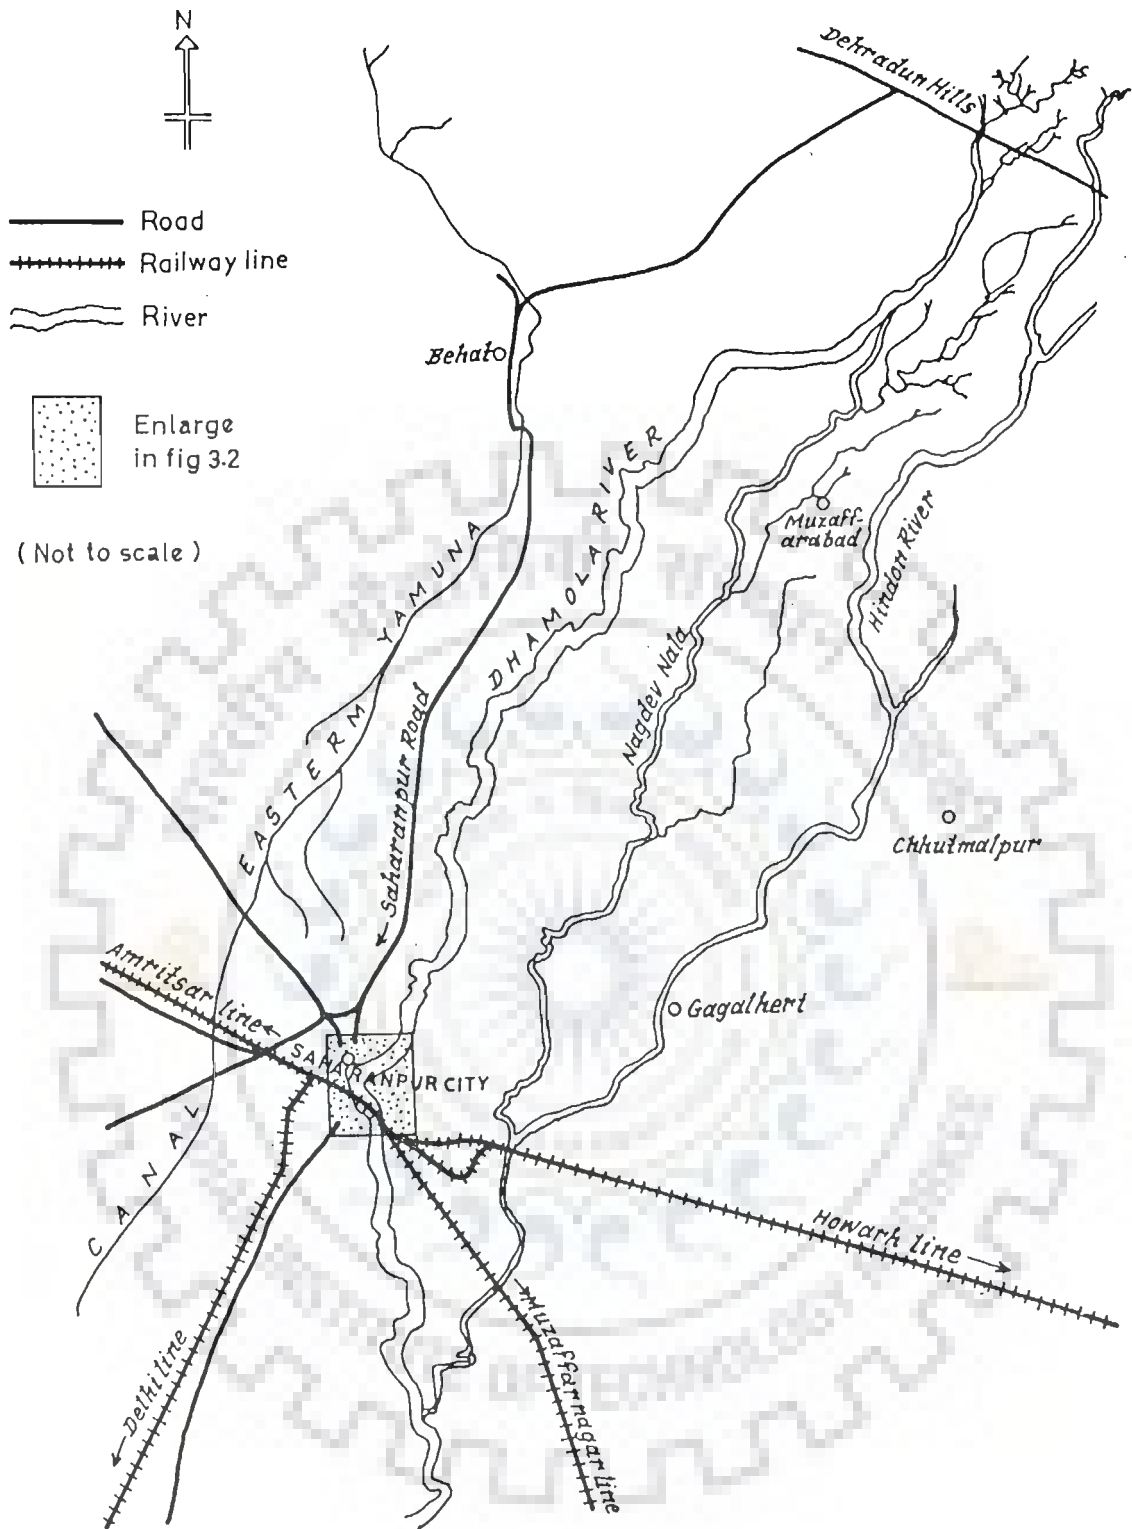 N
Dehradun Hills
Road
Railway line
River
Behat
Enlarge
in fig 3.2
(Not to scale)
EASTERM YAMUNA
CANAL
DHAMOLA RIVER
Muzaff-
arabad
Hindon River
Nagdev Nala
← Saharanpur Road
Chhutmalpur
Amritsar line ←
Gagalhert
SAHARANPUR CITY
Howark line →
← Delhi line
→ Muzaffarnagar line